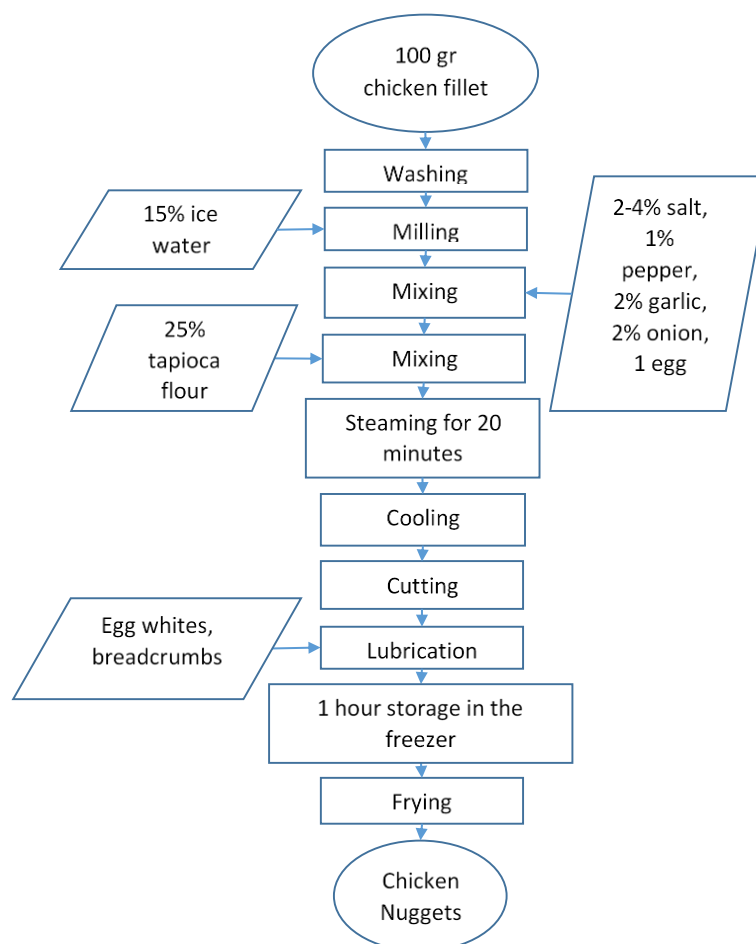 100 gr
chicken fillet
Washing
15% ice
water
Milling
2-4% salt,
1%
pepper,
2% garlic,
2% onion,
1 egg
Mixing
25%
tapioca
flour
Mixing
Steaming for 20
minutes
Cooling
Cutting
Egg whites,
breadcrumbs
Lubrication
1 hour storage in the
freezer
Frying
Chicken
Nuggets